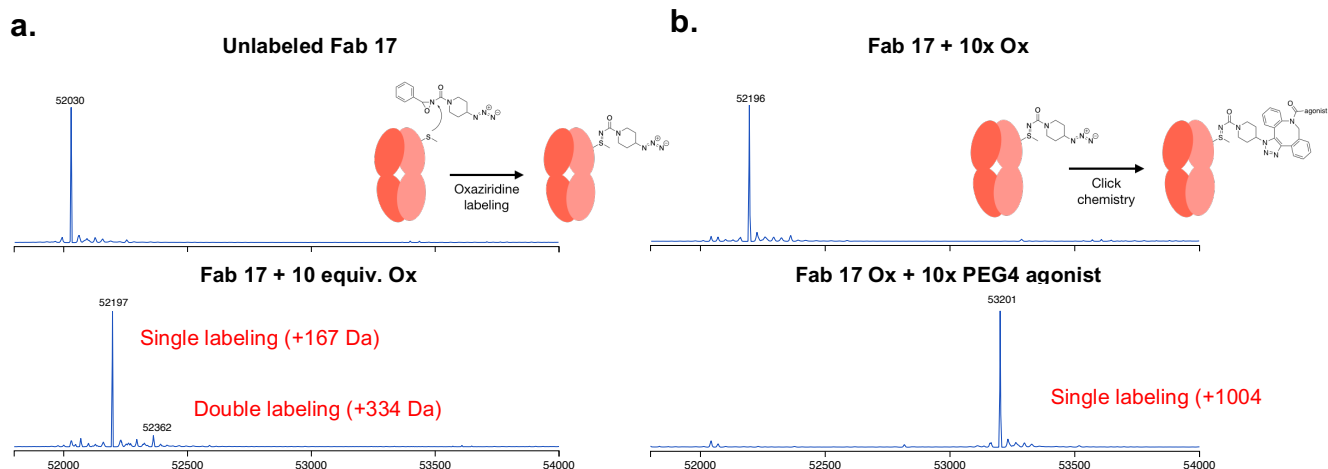 a.
Unlabeled Fab 17
52030
O
N
O
N
N
N
N
S
Oxaziridine
labeling
O
N
N
S
N
N
N
Fab 17 + 10 equiv. Ox
52197
Single labeling (+167 Da)
Double labeling (+334 Da)
52362
52000
52500
53000
53500
54000
b.
Fab 17 + 10x Ox
52196
O
N
N
S
N
N
N
Click
chemistry
O
N
N
S
N
N
N
O
agonist
N
Fab 17 Ox + 10x PEG4 agonist
53201
Single labeling (+1004
52000
52500
53000
53500
54000